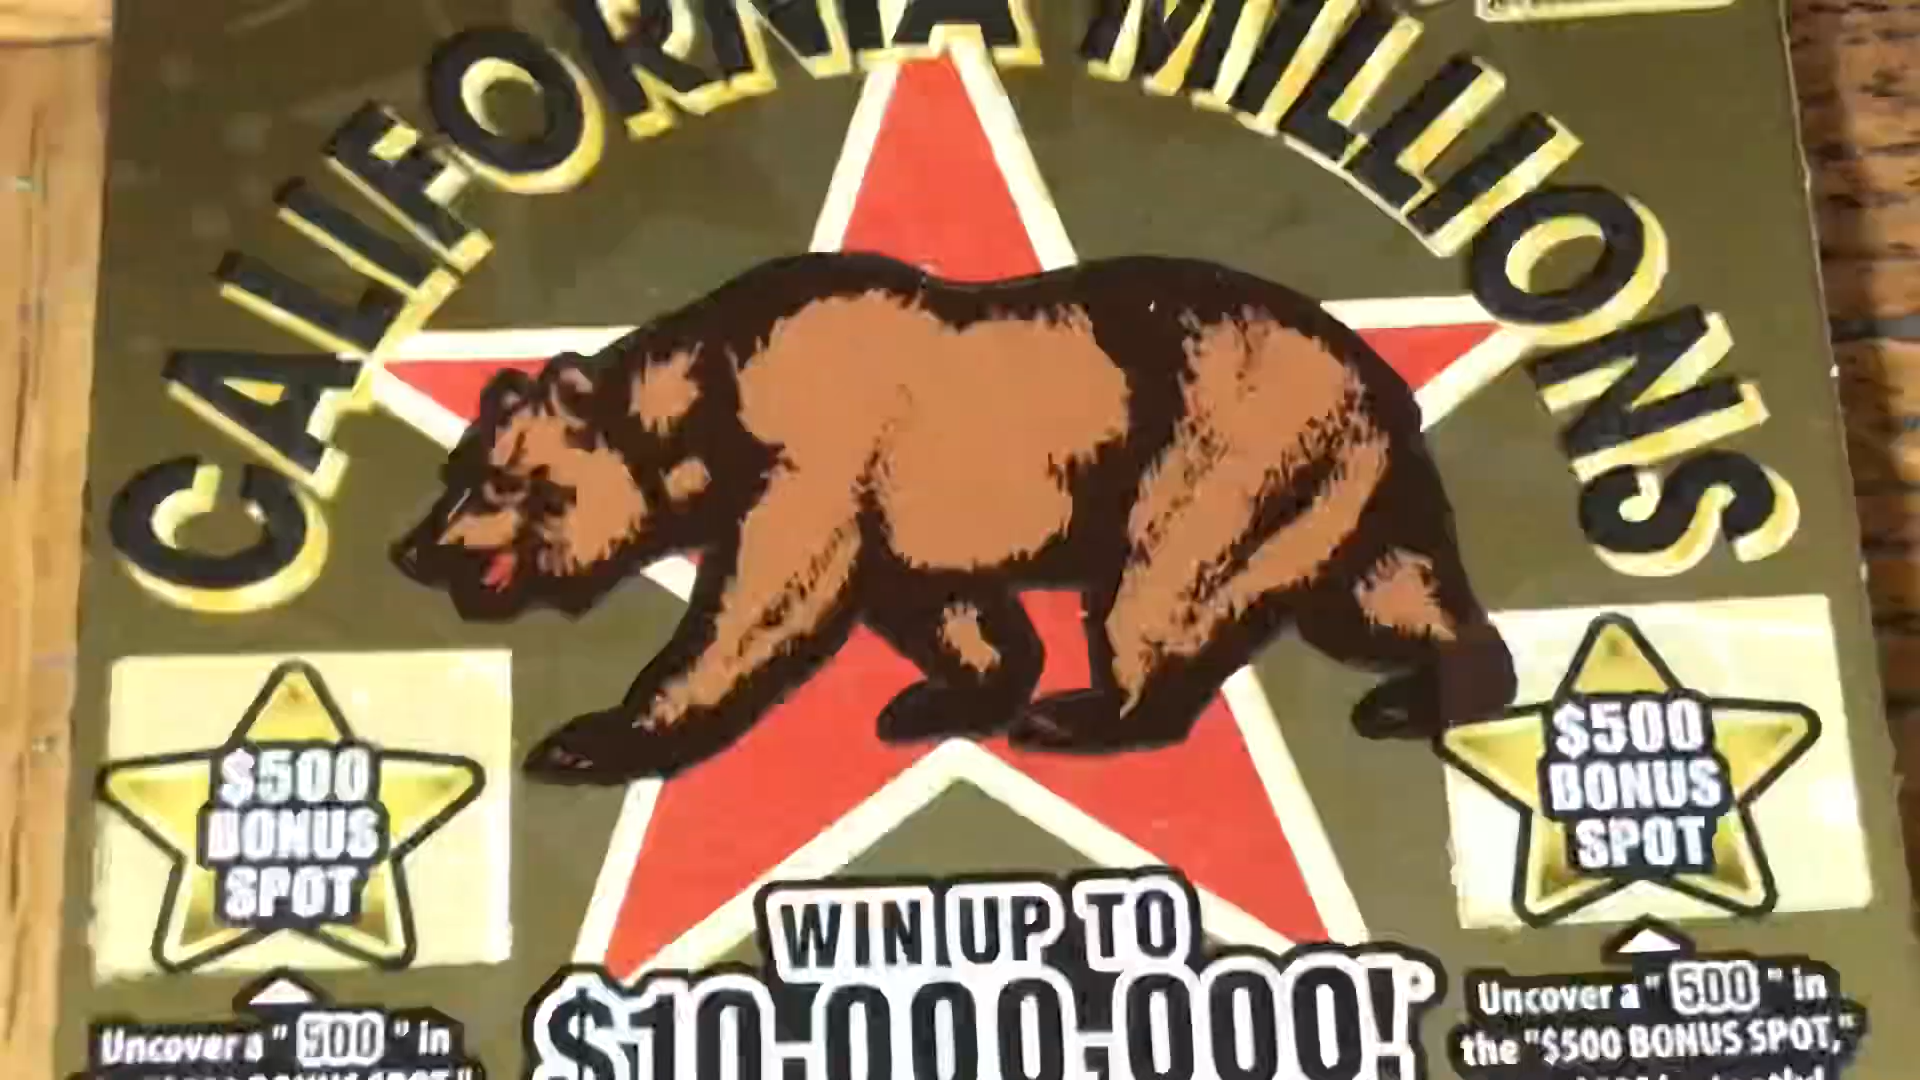 CALIFORNIA MILLIONS
$500
BONUS
SPOT
$500
BONUS
SPOT
WIN UP TO
$10,000,000!
Uncover a "500" in
Uncover a "500" in
the "$500 BONUS SPOT,"